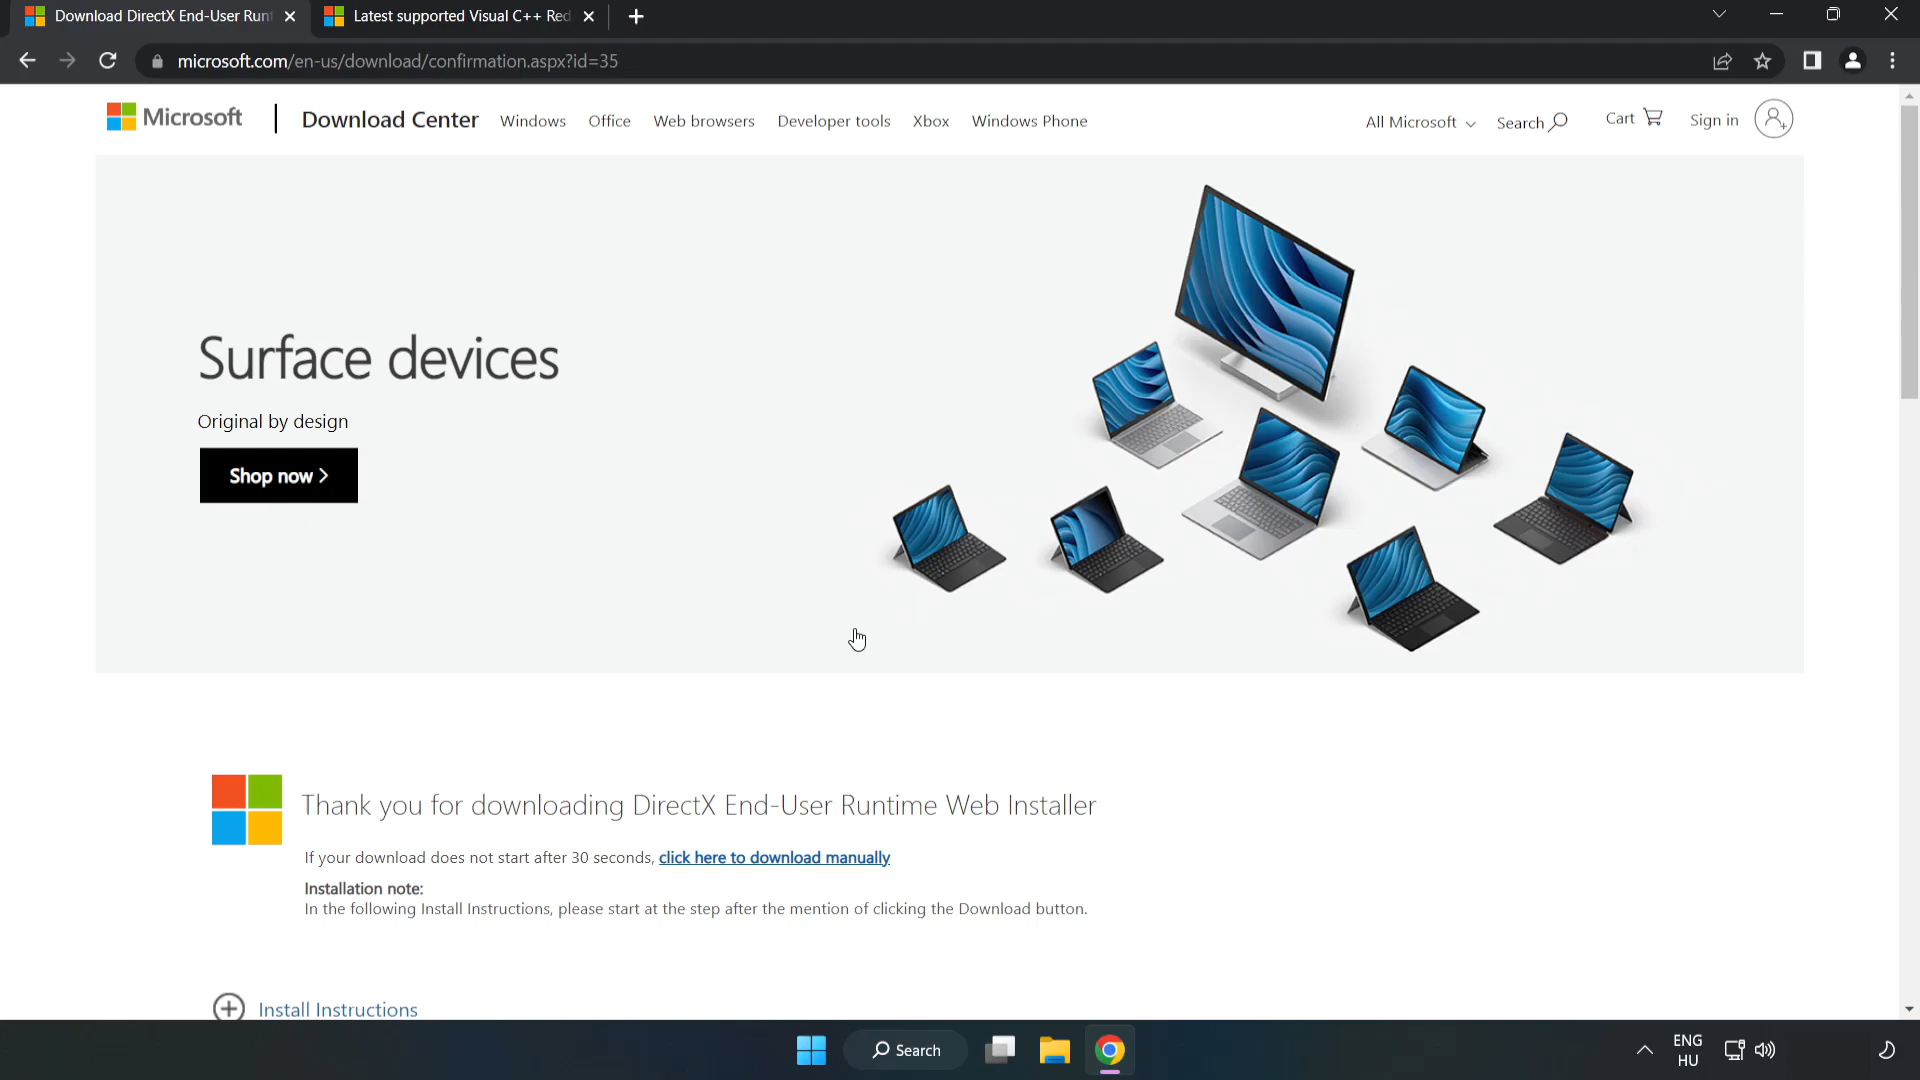 Download DirectX End-User Runt
Latest supported Visual C++ Red
microsoft.com/en-us/download/confirmation.aspx?id=35
Microsoft
Download Center
Windows
Office
Web browsers
Developer tools
Xbox
Windows Phone
All Microsoft
Search
Cart
Sign in
Surface devices
Original by design
Shop now
Thank you for downloading DirectX End-User Runtime Web Installer
If your download does not start after 30 seconds, click here to download manually
Installation note:
In the following Install Instructions, please start at the step after the mention of clicking the Download button.
Install Instructions
Search
ENG
HU